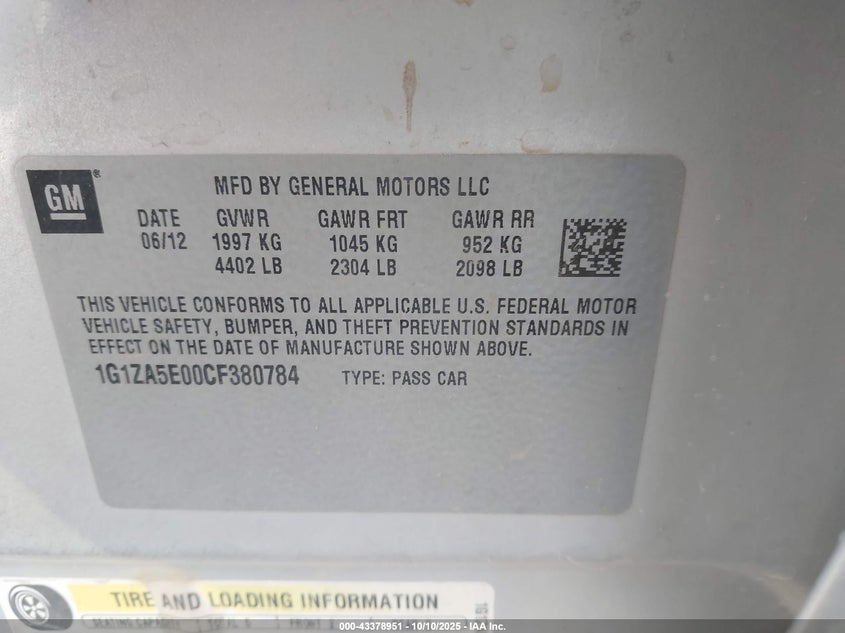 GM®
MFD BY GENERAL MOTORS LLC
DATE GVWR GAWR FRT GAWR RR
06/12 1997 KG 1045 KG 952 KG
4402 LB 2304 LB 2098 LB
THIS VEHICLE CONFORMS TO ALL APPLICABLE U.S. FEDERAL MOTOR
VEHICLE SAFETY, BUMPER, AND THEFT PREVENTION STANDARDS IN
EFFECT ON THE DATE OF MANUFACTURE SHOWN ABOVE.
1G1ZA5E00CF380784 TYPE: PASS CAR
TIRE AND LOADING INFORMATION
SEATING CAPACITY
000-43378951 - 10/10/2025 - IAA Inc.